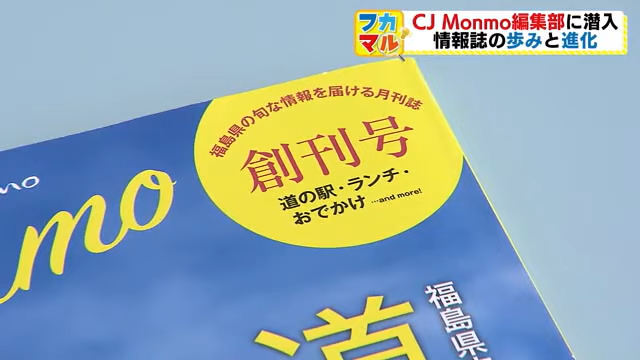 フカマル
CJ Monmo編集部に潜入
情報誌の歩みと進化
福島県の旬な情報を届ける月刊誌
創刊号
道の駅・ランチ・
おでかけ …and more!
mo
mo
道
福島県